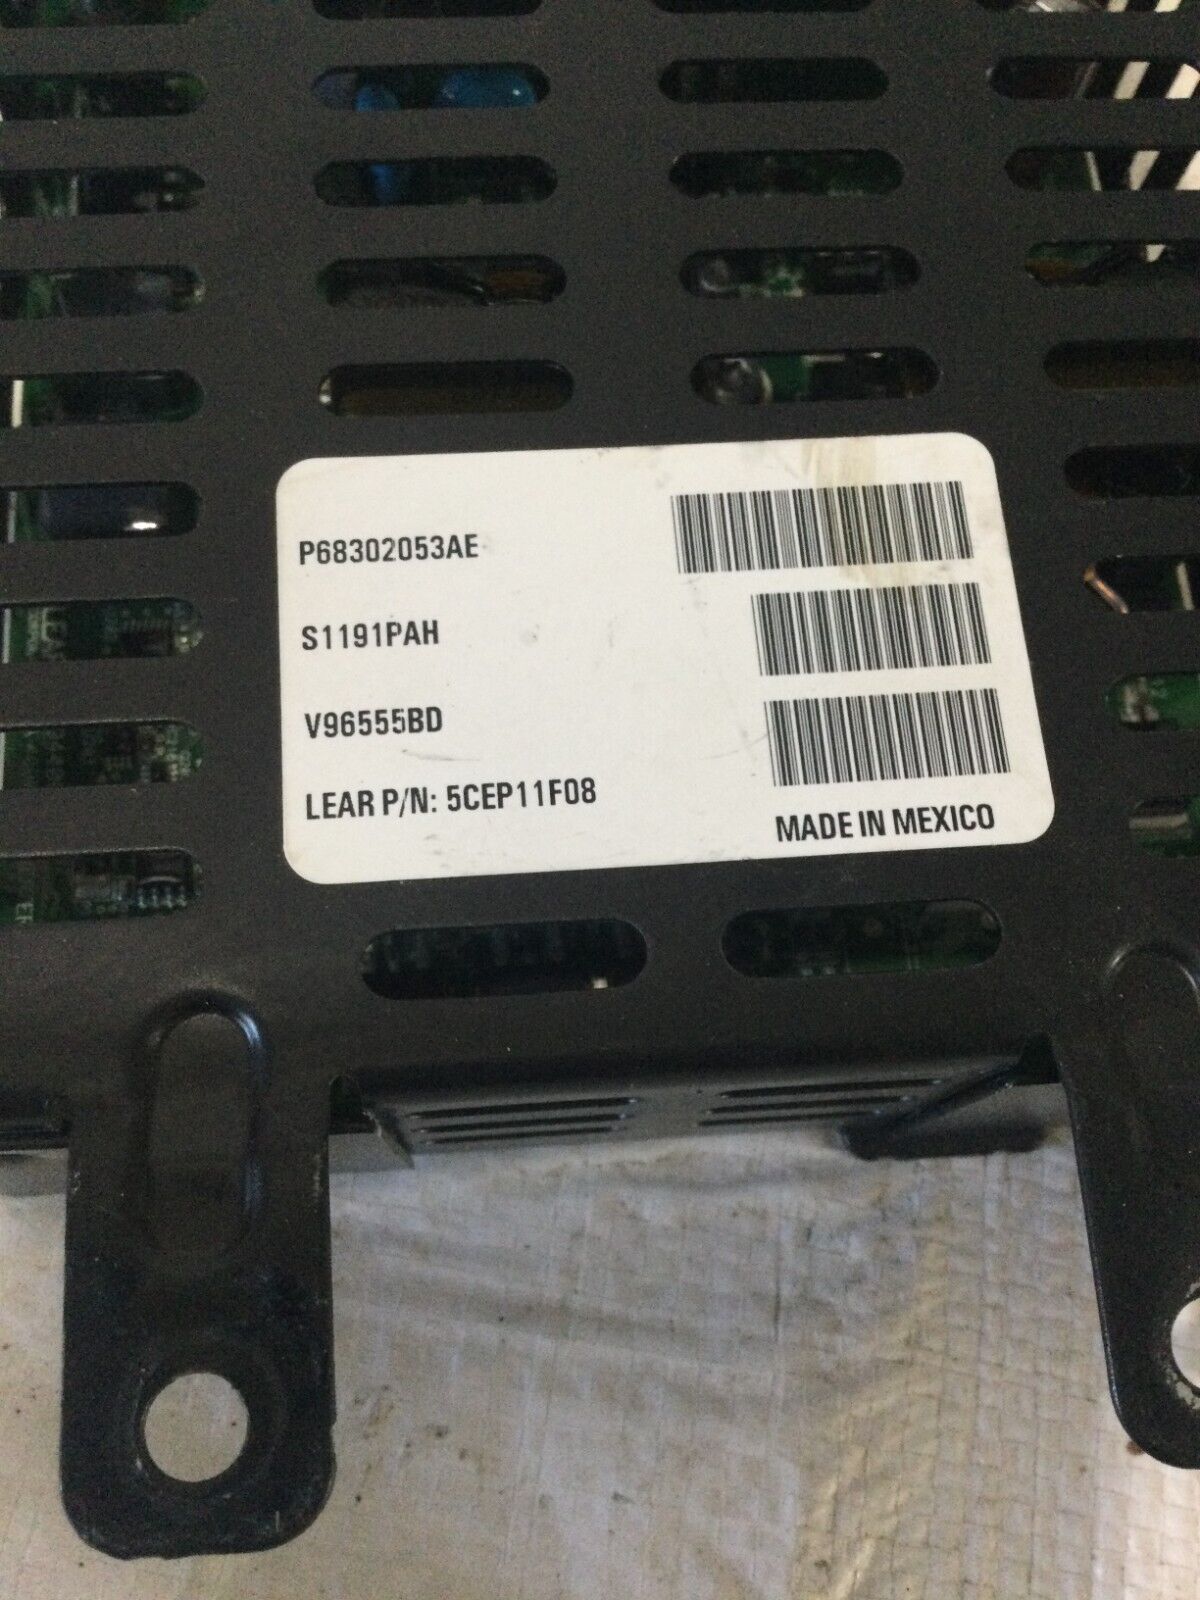 P68302053AE
S1191PAH
V96555BD
LEAR P/N: 5CEP11F08
MADE IN MEXICO